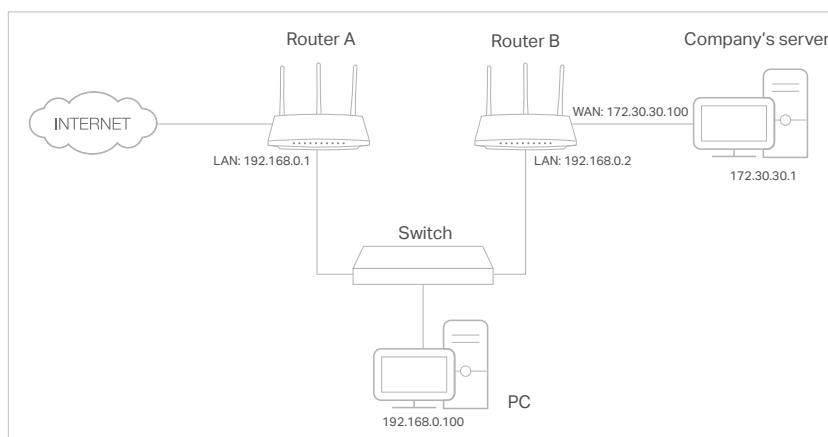 Router A
Router B
Company's server
INTERNET
WAN: 172.30.30.100
LAN: 192.168.0.1
LAN: 192.168.0.2
172.30.30.1
Switch
PC
192.168.0.100